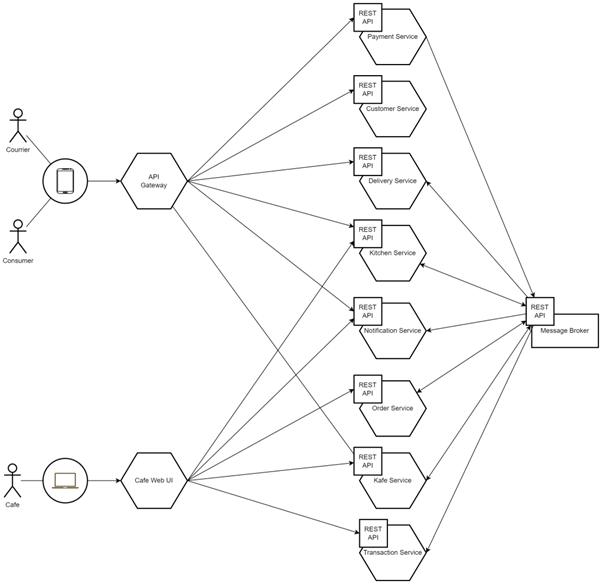 REST
API
Payment Service
REST
API
Customer Service
Courrier
REST
API
Delivery Service
API
Gateway
Consumer
REST
API
Kitchen Service
REST
API
Notification Service
REST
API
Message Broker
REST
API
Order Service
REST
API
Kafe Service
Cafe Web UI
Cafe
REST
API
Transaction Service